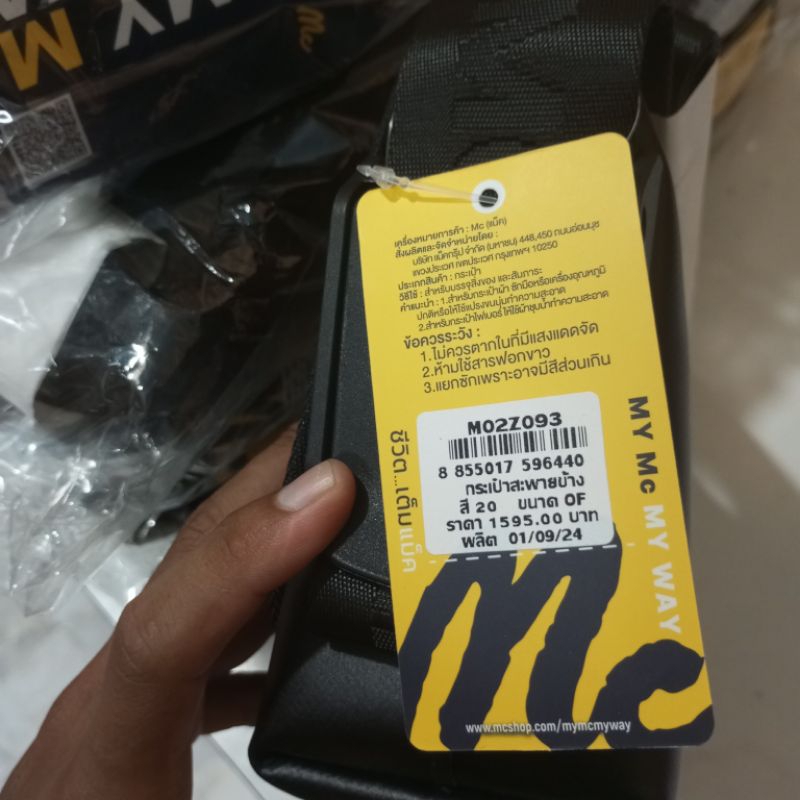 MY M
WA
Mc
เครื่องหมายการค้า : Mc (แม็ค)
สั่งผลิตและจัดจำหน่ายโดย :
บริษัท แม็คกรุ๊ป จำกัด (มหาชน) 448,450 ถนนอ่อนนุช
แขวงประเวศ เขตประเวศ กรุงเทพฯ 10250
ประเภทสินค้า : กระเป๋า
วิธีใช้ : สำหรับบรรจุสิ่งของ และสัมภาระ
คำแนะนำ : 1.สำหรับกระเป๋าผ้า ซักมือหรือเครื่องอุณหภูมิ
ปกติหรือให้ใช้แปรงขนนุ่มทำความสะอาด
2.สำหรับกระเป๋าไฟเบอร์ ให้ใช้ผ้าชุบน้ำทำความสะอาด
ข้อควรระวัง :
1.ไม่ควรตากในที่มีแสงแดดจัด
2.ห้ามใช้สารฟอกขาว
3.แยกซักเพราะอาจมีสีส่วนเกิน
M02Z093
8 855017 596440
กระเป๋าสะพายข้าง
สี 20 ขนาด OF
ราคา 1595.00 บาท
ผลิต 01/09/24
ชีวิต...เต็มแม็ค
MY Mc MY WAY
Mc
www.mcshop.com/mymcmyway